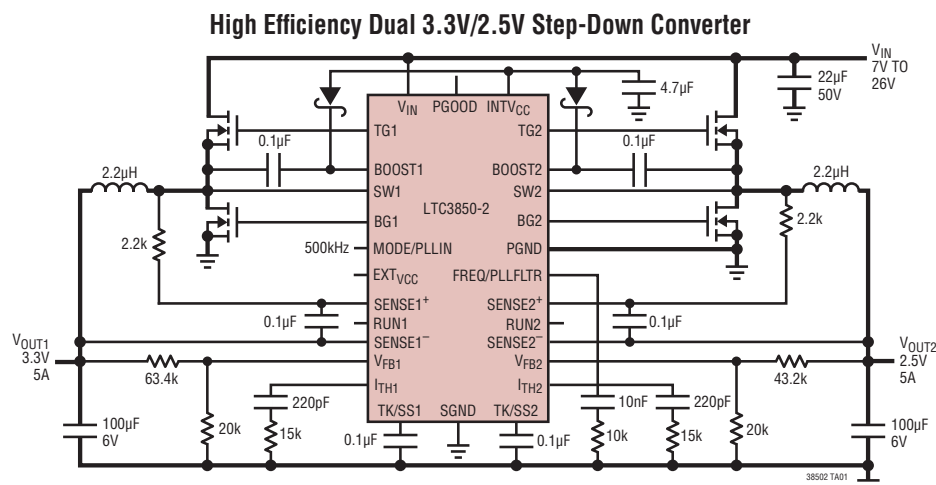 High Efficiency Dual 3.3V/2.5V Step-Down Converter
VIN
7V TO
26V
22µF
50V
4.7µF
VIN PGOOD INTVCC
TG1 TG2
0.1µF 0.1µF
BOOST1 BOOST2
2.2µH 2.2µH
SW1 SW2
LTC3850-2
BG1 BG2
2.2k 2.2k
500kHz MODE/PLLIN PGND
EXTVCC FREQ/PLLFLTR
SENSE1+ SENSE2+
0.1µF 0.1µF
RUN1 RUN2
SENSE1– SENSE2–
VOUT1
3.3V
5A
VOUT2
2.5V
5A
VFB1 VFB2
63.4k 43.2k
ITH1 ITH2
220pF 10nF 220pF
100µF
6V
100µF
6V
20k 15k 10k 15k 20k
TK/SS1 SGND TK/SS2
0.1µF 0.1µF
38502 TA01